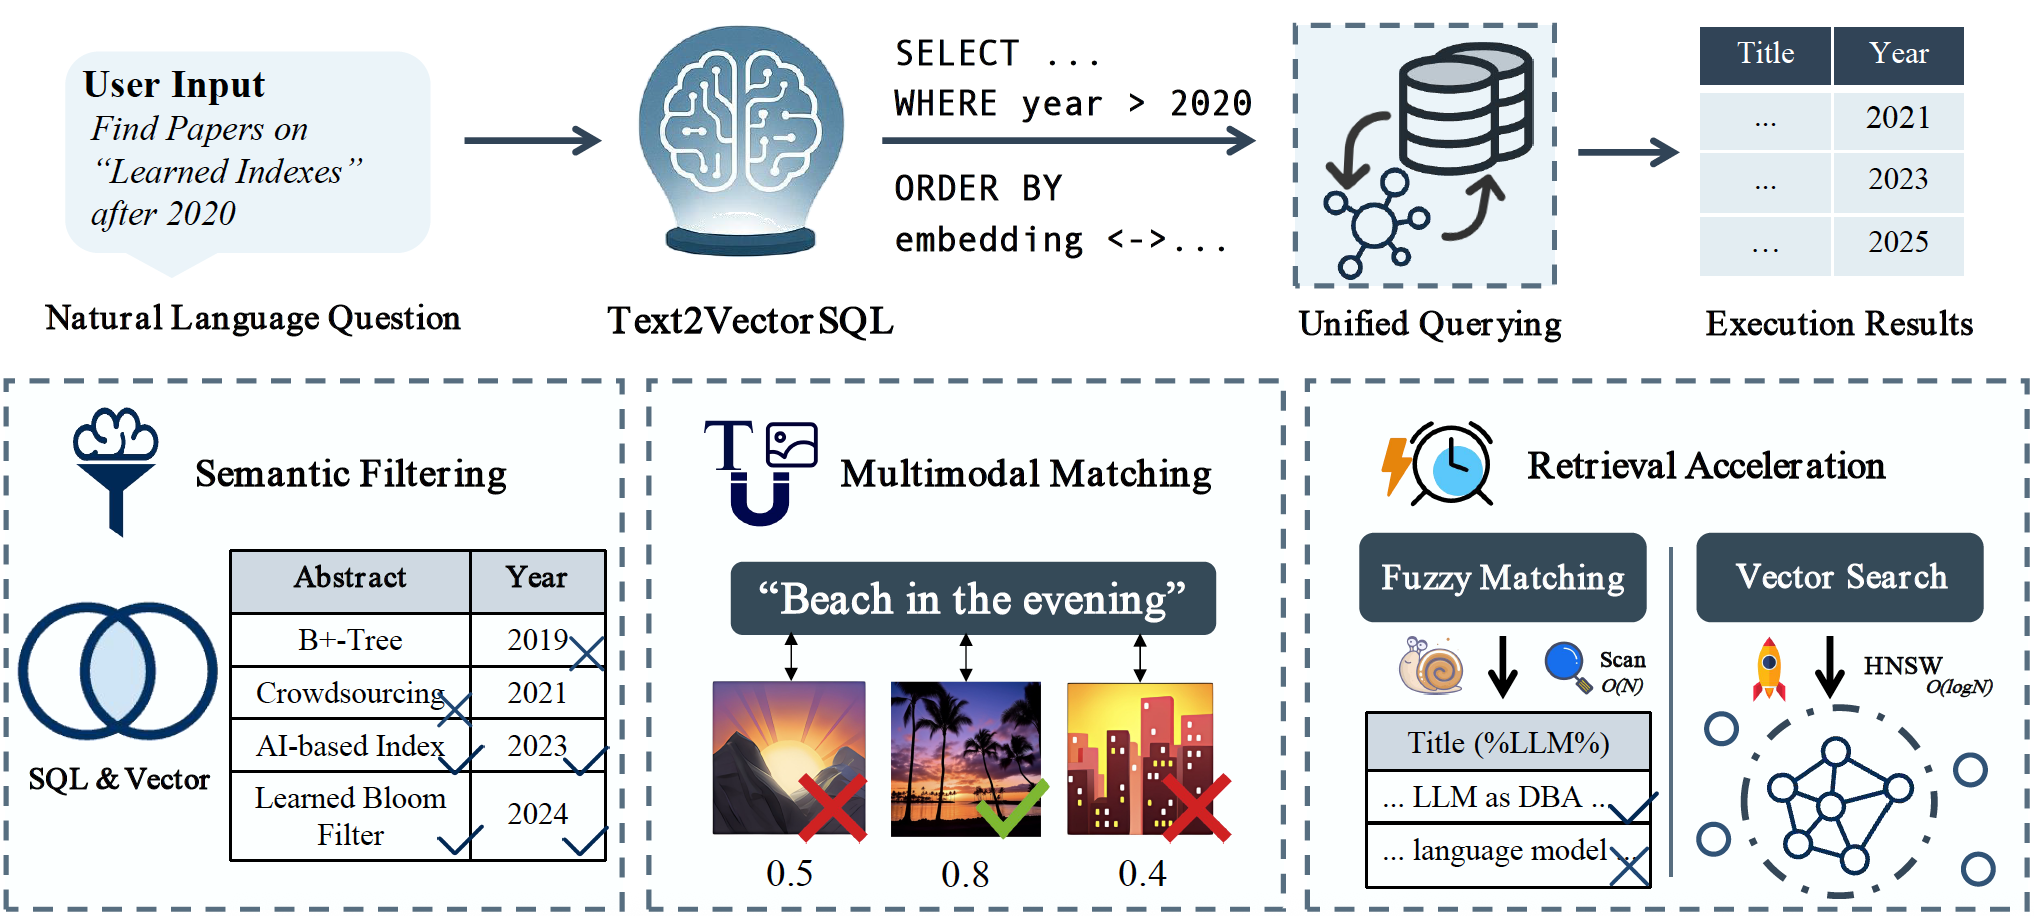 User Input
Find Papers on
“Learned Indexes”
after 2020
Natural Language Question
Text2VectorSQL
SELECT ...
WHERE year > 2020
ORDER BY
embedding <->...
Unified Querying
Title Year
... 2021
... 2023
... 2025
Execution Results
Semantic Filtering
SQL & Vector
Abstract Year
B+-Tree 2019
Crowdsourcing 2021
AI-based Index 2023
Learned Bloom
Filter 2024
T
Multimodal Matching
“Beach in the evening”
0.5 0.8 0.4
Retrieval Acceleration
Fuzzy Matching
Scan
O(N)
Title (%LLM%)
... LLM as DBA ...
... language model ...
Vector Search
HNSW
O(logN)